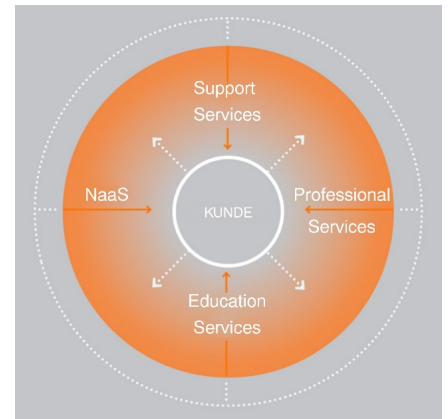 Support
Services
NaaS
KUNDE
Professional
Services
Education
Services